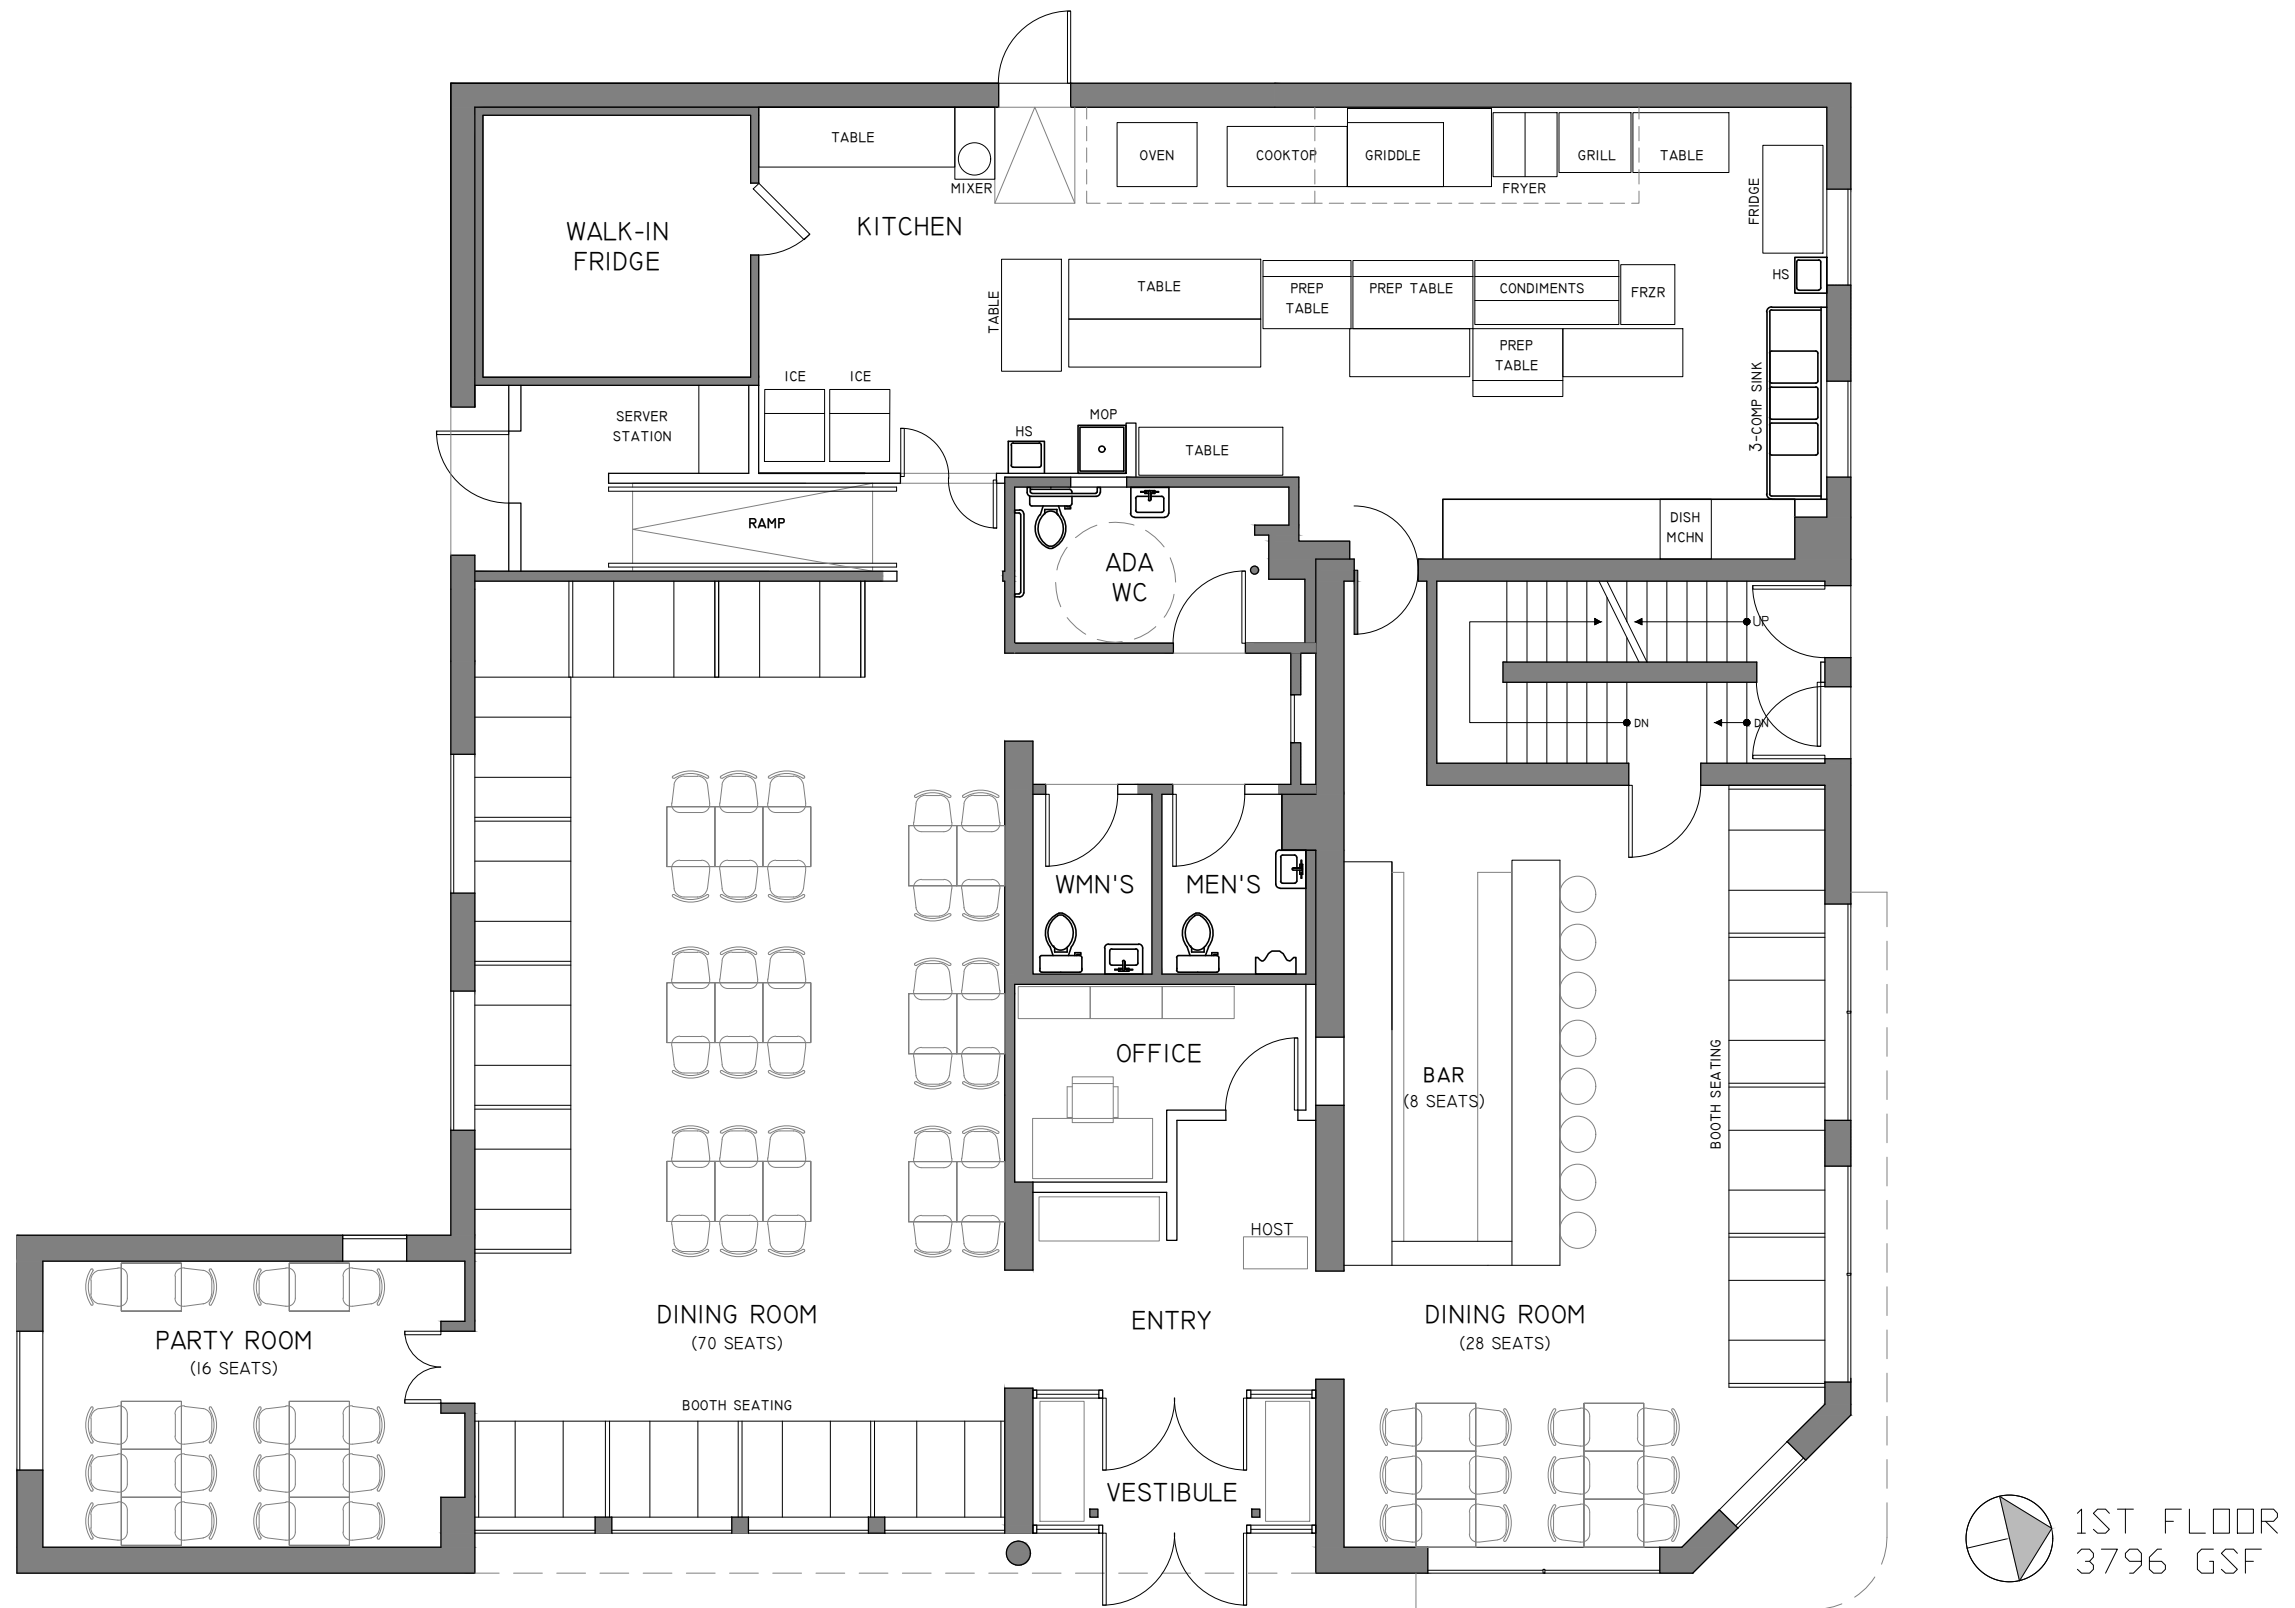 TABLE
MIXER
OVEN
COOKTOP
GRIDDLE
FRYER
GRILL
TABLE
FRIDGE
WALK-IN
FRIDGE
KITCHEN
HS
TABLE
TABLE
PREP
TABLE
PREP TABLE
CONDIMENTS
FRZR
PREP
TABLE
3-COMP SINK
ICE
ICE
SERVER
STATION
HS
MOP
TABLE
DISH
MCHN
RAMP
ADA
WC
UP
DN
DN
WMN'S
MEN'S
OFFICE
BAR
(8 SEATS)
BOOTH SEATING
HOST
PARTY ROOM
(16 SEATS)
DINING ROOM
(70 SEATS)
ENTRY
DINING ROOM
(28 SEATS)
BOOTH SEATING
VESTIBULE
1ST FLOOR
3796 GSF